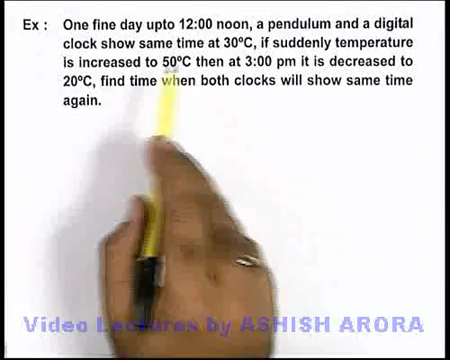 Ex : One fine day upto 12:00 noon, a pendulum and a digital
clock show same time at 30ºC, if suddenly temperature
is increased to 50ºC then at 3:00 pm it is decreased to
20ºC, find time when both clocks will show same time
again.
Video Lectures by ASHISH ARORA